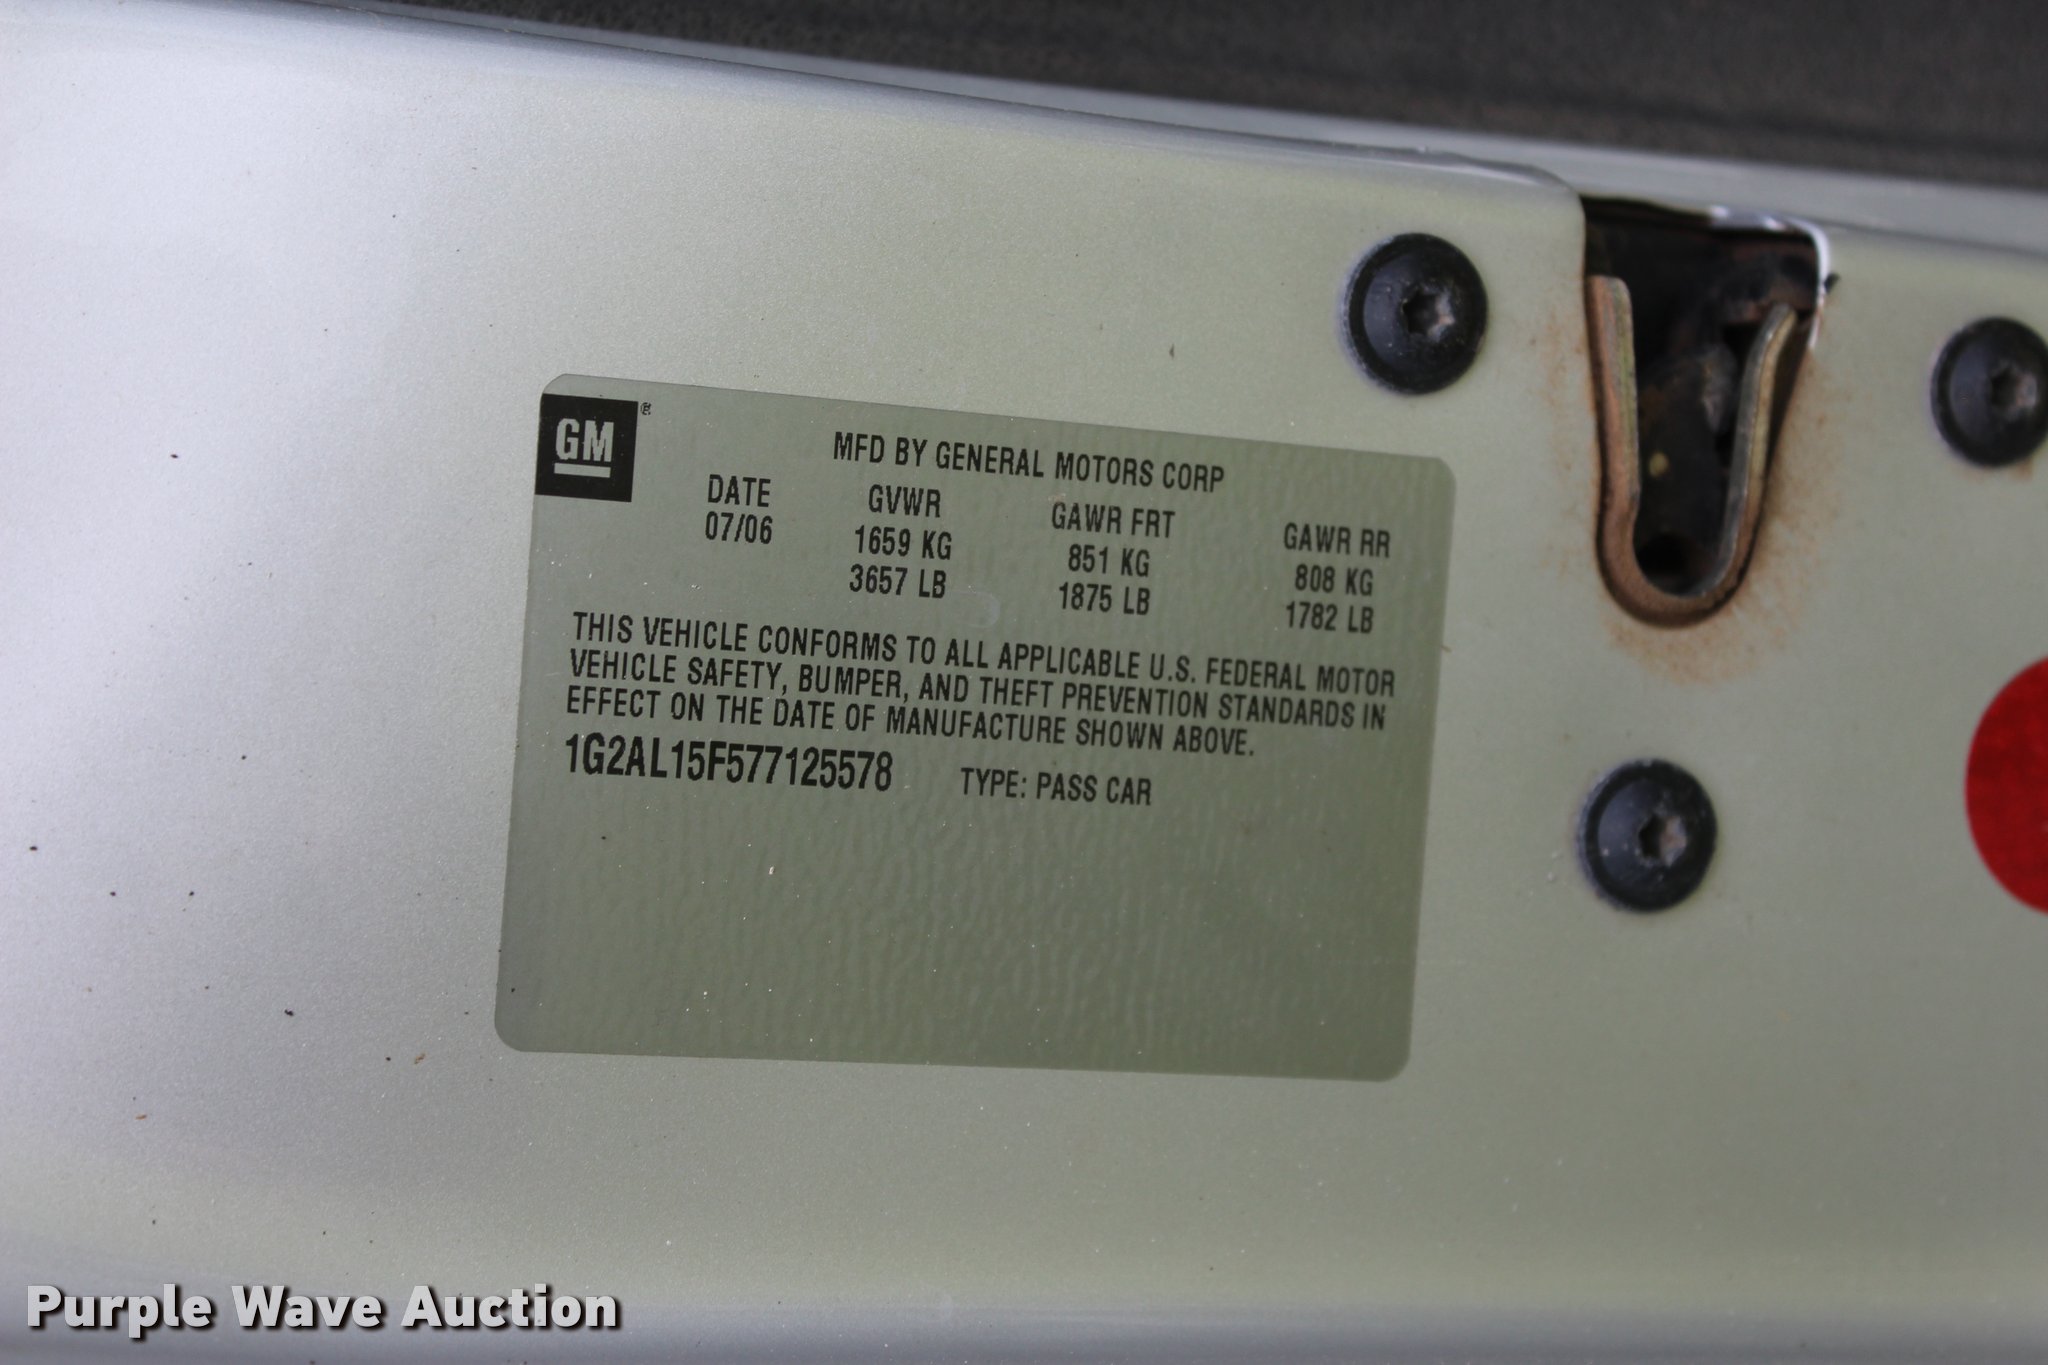 GM®
MFD BY GENERAL MOTORS CORP
DATE GVWR GAWR FRT GAWR RR
07/06 1659 KG 851 KG 808 KG
3657 LB 1875 LB 1782 LB
THIS VEHICLE CONFORMS TO ALL APPLICABLE U.S. FEDERAL MOTOR
VEHICLE SAFETY, BUMPER, AND THEFT PREVENTION STANDARDS IN
EFFECT ON THE DATE OF MANUFACTURE SHOWN ABOVE.
1G2AL15F577125578 TYPE: PASS CAR
Purple Wave Auction